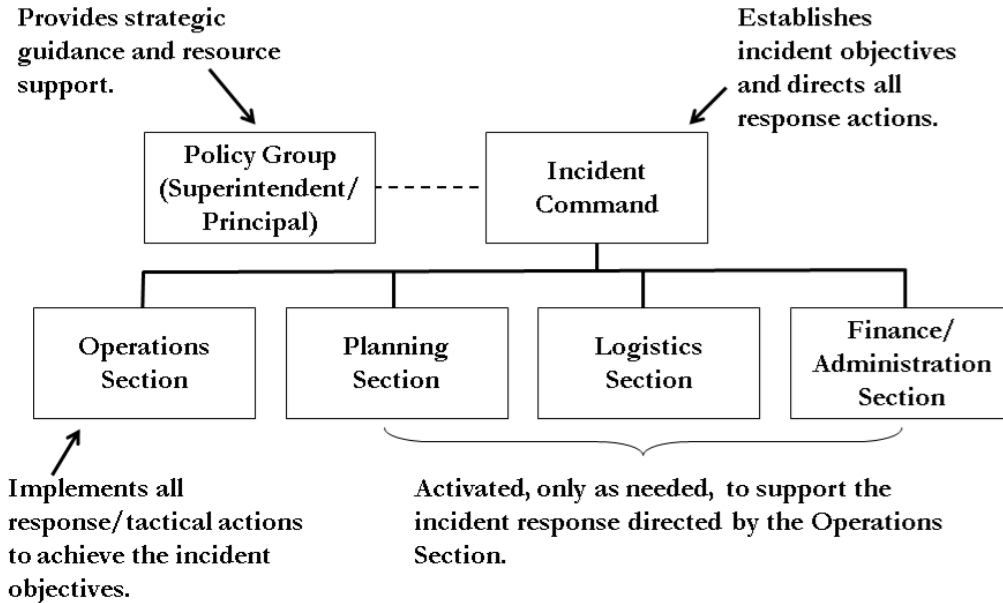 Provides strategic
guidance and resource
support.
Establishes
incident objectives
and directs all
response actions.
Policy Group
(Superintendent/
Principal)
Incident
Command
Operations
Section
Planning
Section
Logistics
Section
Finance/
Administration
Section
Implements all
response/tactical actions
to achieve the incident
objectives.
Activated, only as needed, to support the
incident response directed by the Operations
Section.